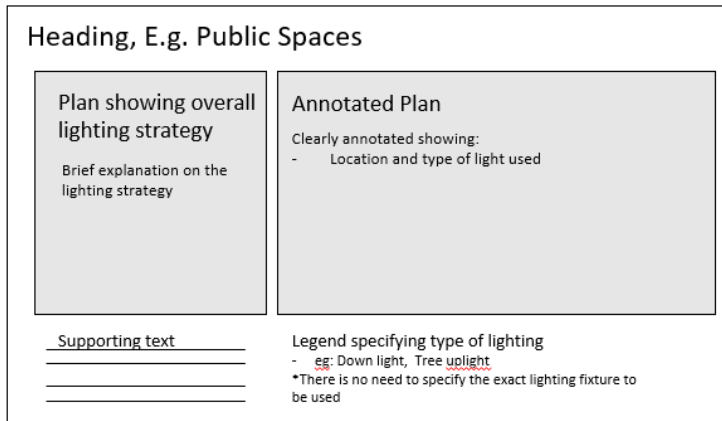 Heading, E.g. Public Spaces
Plan showing overall
lighting strategy
Brief explanation on the
lighting strategy
Annotated Plan
Clearly annotated showing:
- Location and type of light used
Supporting text
Legend specifying type of lighting
- eg: Down light, Tree uplight
*There is no need to specify the exact lighting fixture to
be used